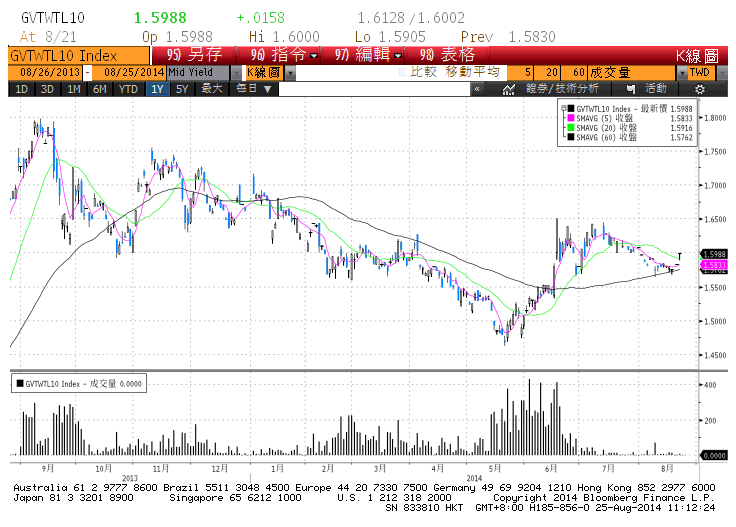 GVTWTL10 1.5988 +.0158 1.6128/1.6002
At 8/21 Op 1.5988 Hi 1.6000 Lo 1.5905 Prev 1.5830
GVTWTL10 Index 95) 另存 96) 指令 97) 編輯 98) 表格 K線圖
08/26/2013 - 08/25/2014 Mid Yield K線圖 比較 移動平均 5 20 60 成交量 TWD
1D 3D 1M 6M YTD 1Y 5Y 最大 每日 ▼ « 證券/技術分析 活動
GVTWTL10 Index - 最新價 1.5988
SMAVG (5) 收盤 1.5833
SMAVG (20) 收盤 1.5916
SMAVG (60) 收盤 1.5762
1.8000
1.7500
1.7000
1.6500
1.5988
1.5833
1.5762
1.5500
1.5000
1.4500
GVTWTL10 Index - 成交量 0.0000
400
200
0.0000
9月 10月 11月 12月 1月 2月 3月 4月 5月 6月 7月 8月
2013 2014
Australia 61 2 9777 8600 Brazil 5511 3048 4500 Europe 44 20 7330 7500 Germany 49 69 9204 1210 Hong Kong 852 2977 6000
Japan 81 3 3201 8900 Singapore 65 6212 1000 U.S. 1 212 318 2000 Copyright 2014 Bloomberg Finance L.P.
SN 833810 HKT GMT+8:00 H185-856-0 25-Aug-2014 11:12:24